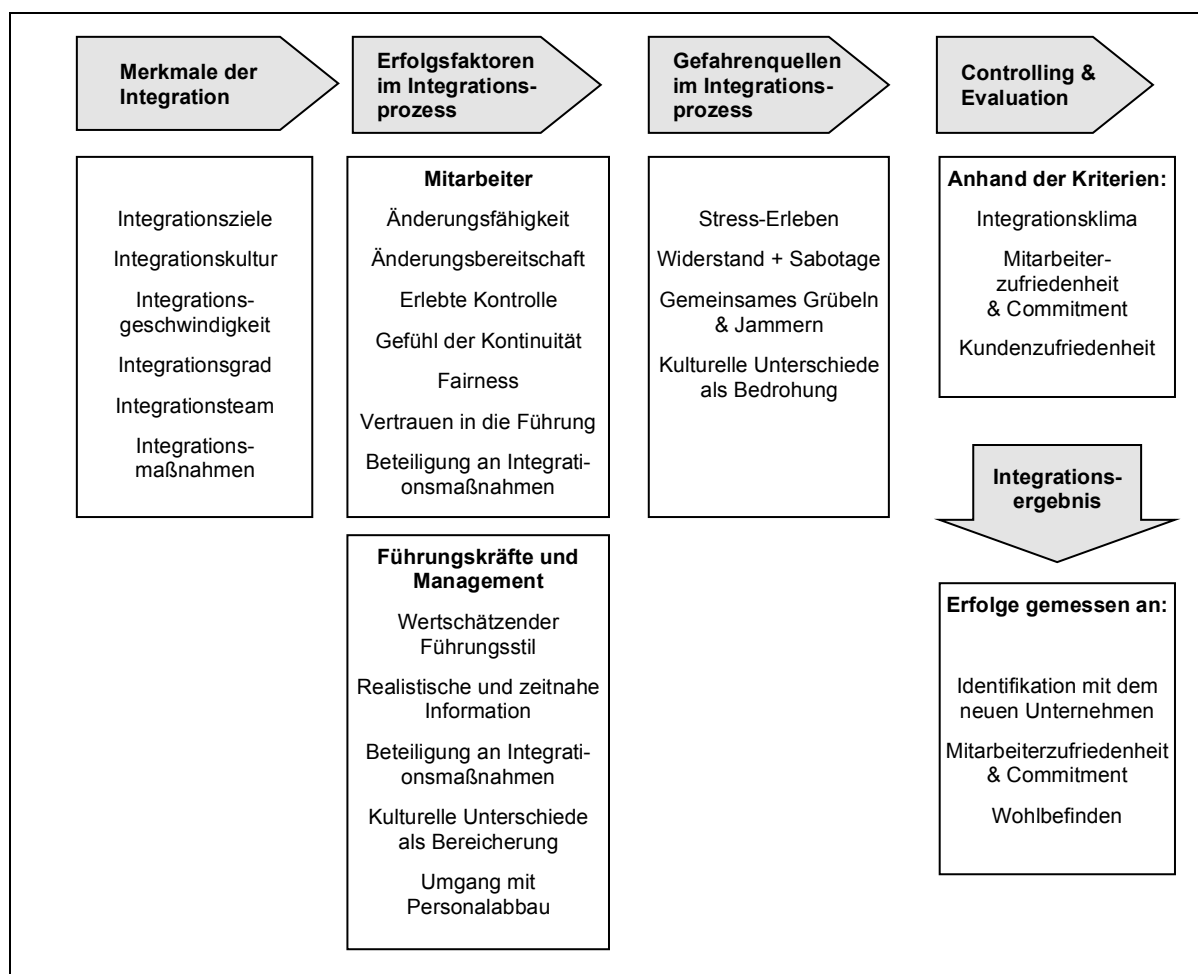 Merkmale der
Integration
Erfolgsfaktoren
im Integrations-
prozess
Gefahrenquellen
im Integrations-
prozess
Controlling &
Evaluation
Integrationsziele
Integrationskultur
Integrations-
geschwindigkeit
Integrationsgrad
Integrationsteam
Integrations-
maßnahmen
Mitarbeiter
Änderungsfähigkeit
Änderungsbereitschaft
Erlebte Kontrolle
Gefühl der Kontinuität
Fairness
Vertrauen in die Führung
Beteiligung an Integrati-
onsmaßnahmen
Führungskräfte und
Management
Wertschätzender
Führungsstil
Realistische und zeitnahe
Information
Beteiligung an Integrati-
onsmaßnahmen
Kulturelle Unterschiede
als Bereicherung
Umgang mit
Personalabbau
Stress-Erleben
Widerstand + Sabotage
Gemeinsames Grübeln
& Jammern
Kulturelle Unterschiede
als Bedrohung
Anhand der Kriterien:
Integrationsklima
Mitarbeiter-
zufriedenheit
& Commitment
Kundenzufriedenheit
Integrations-
ergebnis
Erfolge gemessen an:
Identifikation mit dem
neuen Unternehmen
Mitarbeiterzufriedenheit
& Commitment
Wohlbefinden